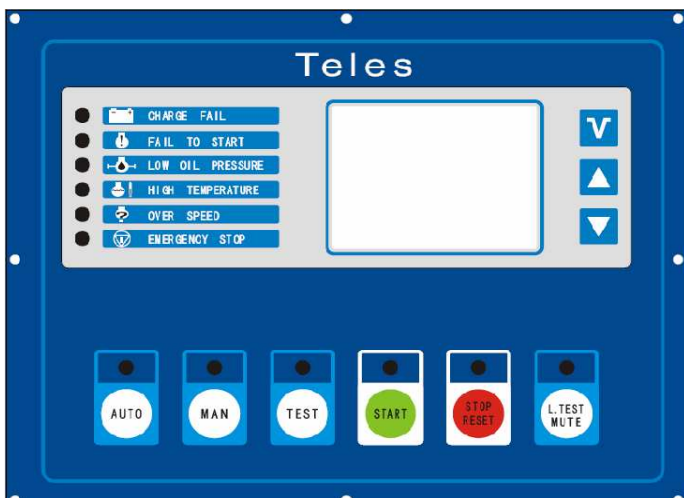 Teles
CHARGE FAIL
FAIL TO START
LOW OIL PRESSURE
HIGH TEMPERATURE
OVER SPEED
EMERGENCY STOP
AUTO
MAN
TEST
START
STOP
RESET
L.TEST
MUTE